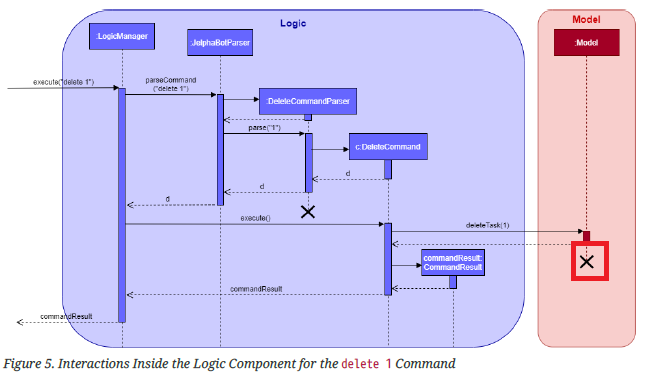 Logic
Model
:LogicManager
:JelphaBotParser
:Model
execute("delete 1")
parseCommand
("delete 1")
:DeleteCommandParser
parse("1")
c:DeleteCommand
d
d
d
execute()
deleteTask(1)
commandResult:
CommandResult
commandResult
commandResult
Figure 5. Interactions Inside the Logic Component for the delete 1 Command